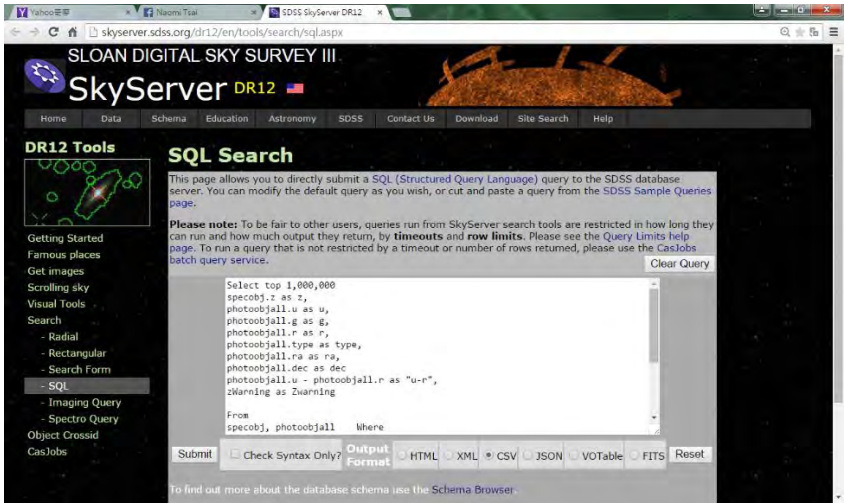 Yahoo奇摩
Naomi Tsai
SDSS SkyServer DR12
skyserver.sdss.org/dr12/en/tools/search/sql.aspx
SLOAN DIGITAL SKY SURVEY III
SkyServer DR12
Home Data Schema Education Astronomy SDSS Contact Us Download Site Search Help
DR12 Tools
Getting Started
Famous places
Get images
Scrolling sky
Visual Tools
Search
- Radial
- Rectangular
- Search Form
- SQL
- Imaging Query
- Spectro Query
Object Crossid
CasJobs
SQL Search
This page allows you to directly submit a SQL (Structured Query Language) query to the SDSS database
server. You can modify the default query as you wish, or cut and paste a query from the SDSS Sample Queries
page.
Please note: To be fair to other users, queries run from SkyServer search tools are restricted in how long they
can run and how much output they return, by timeouts and row limits. Please see the Query Limits help
page. To run a query that is not restricted by a timeout or number of rows returned, please use the CasJobs
batch query service.
Clear Query
Select top 1,000,000
specobj.z as z,
photoobjall.u as u,
photoobjall.g as g,
photoobjall.r as r,
photoobjall.type as type,
photoobjall.ra as ra,
photoobjall.dec as dec
photoobjall.u - photoobjall.r as "u-r",
zWarning as Zwarning
From
specobj, photoobjall Where
Submit Check Syntax Only? Output Format HTML XML CSV JSON VOTable FITS Reset
To find out more about the database schema use the Schema Browser.